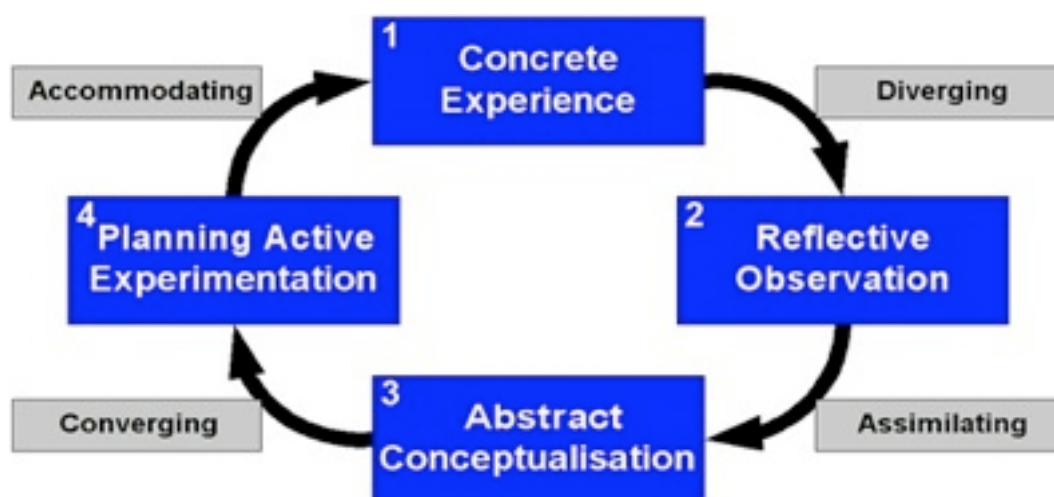 1
Concrete
Experience
Accommodating
Diverging
4
Planning Active
Experimentation
2
Reflective
Observation
3
Abstract
Conceptualisation
Converging
Assimilating